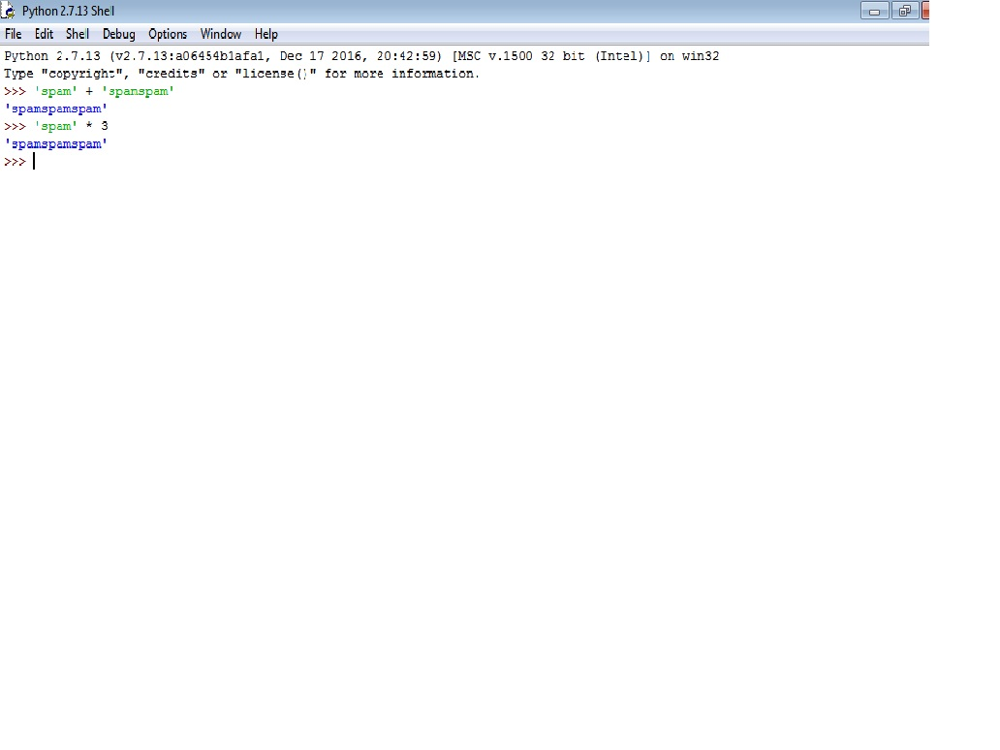 Python 2.7.13 Shell
File Edit Shell Debug Options Window Help
Python 2.7.13 (v2.7.13:a06454b1afa1, Dec 17 2016, 20:42:59) [MSC v.1500 32 bit (Intel)] on win32
Type "copyright", "credits" or "license()" for more information.
>>> 'spam' + 'spamspam'
'spamspamspam'
>>> 'spam' * 3
'spamspamspam'
>>>